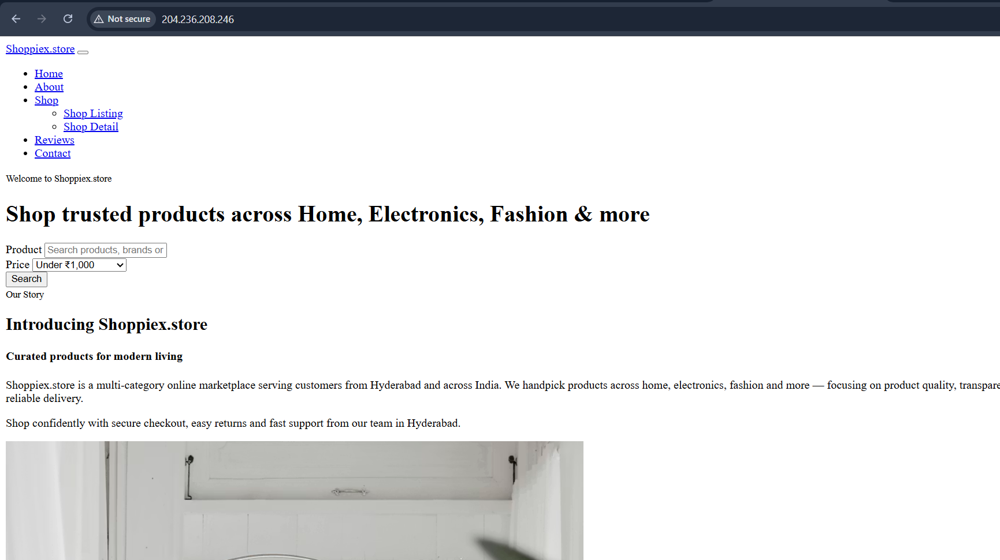 Not secure 204.236.208.246
Shoppiex.store
Home
About
Shop
Shop Listing
Shop Detail
Reviews
Contact
Welcome to Shoppiex.store
Shop trusted products across Home, Electronics, Fashion & more
Product Search products, brands or
Price Under ₹1,000
Search
Our Story
Introducing Shoppiex.store
Curated products for modern living
Shoppiex.store is a multi-category online marketplace serving customers from Hyderabad and across India. We handpick products across home, electronics, fashion and more — focusing on product quality,
reliable delivery.
Shop confidently with secure checkout, easy returns and fast support from our team in Hyderabad.